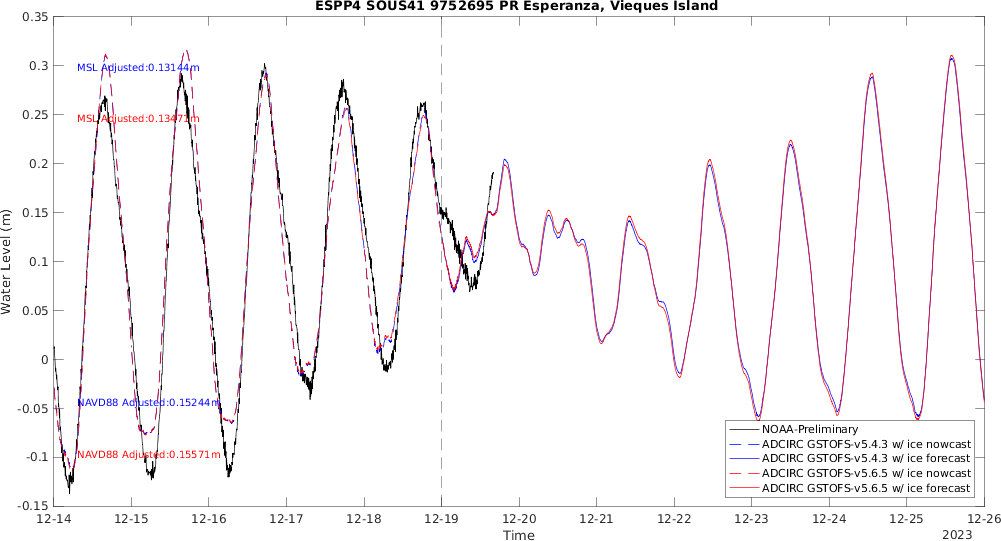 ESPP4 SOUS41 9752695 PR Esperanza, Vieques Island
0.35
0.3
0.25
0.2
0.15
0.1
0.05
0
-0.05
-0.1
-0.15
Water Level (m)
MSL Adjusted:0.13144m
MSL Adjusted:0.13471m
NAVD88 Adjusted:0.15244m
NAVD88 Adjusted:0.15571m
NOAA-Preliminary
ADCIRC GSTOFS-v5.4.3 w/ ice nowcast
ADCIRC GSTOFS-v5.4.3 w/ ice forecast
ADCIRC GSTOFS-v5.6.5 w/ ice nowcast
ADCIRC GSTOFS-v5.6.5 w/ ice forecast
12-14 12-15 12-16 12-17 12-18 12-19 12-20 12-21 12-22 12-23 12-24 12-25 12-26
Time
2023